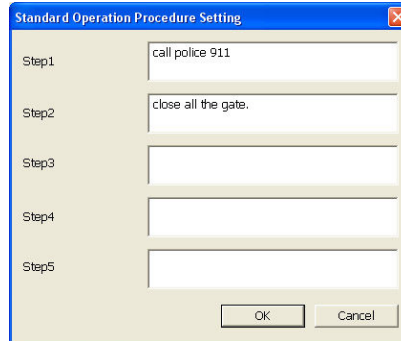 Standard Operation Procedure Setting
Step1
call police 911
Step2
close all the gate.
Step3
Step4
Step5
OK
Cancel